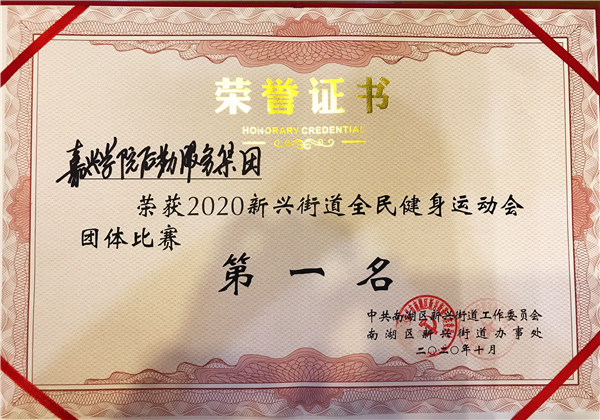 荣誉证书
HONORARY CREDENTIAL
嘉兴学院后勤服务集团
荣获2020新兴街道全民健身运动会
团体比赛
第一名
中共南湖区新兴街道工作委员会
南湖区新兴街道办事处
二〇二〇年十月